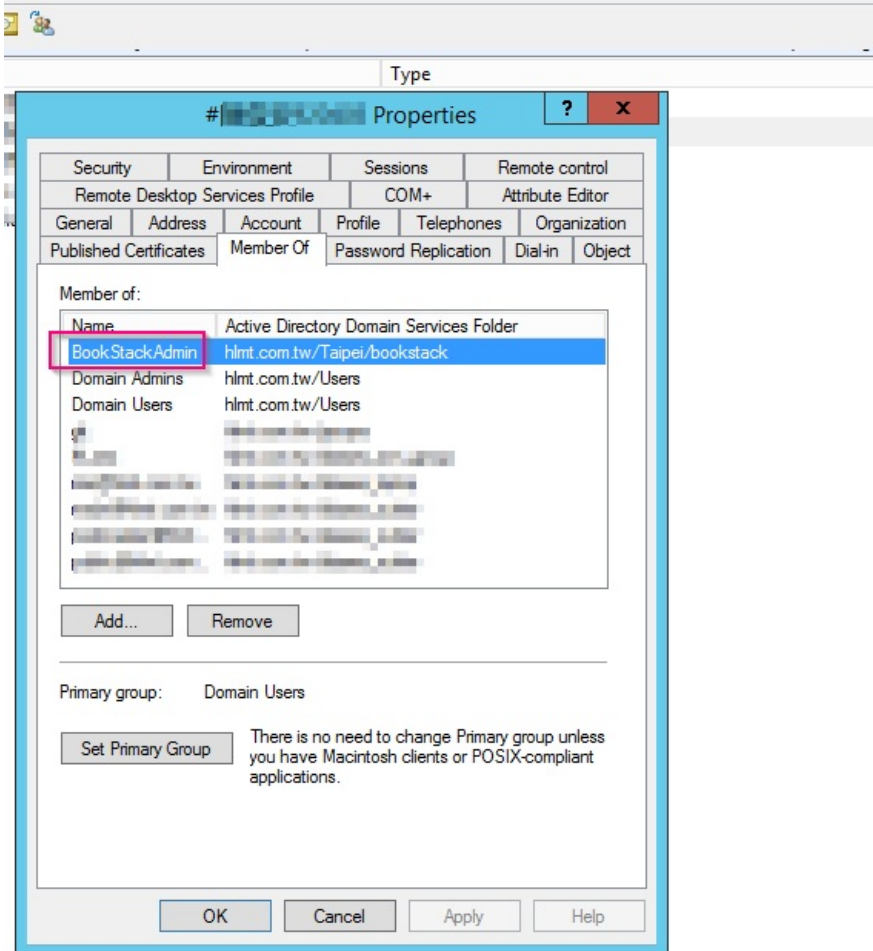 Type
# Properties ? x
Security Environment Sessions Remote control
Remote Desktop Services Profile COM+ Attribute Editor
General Address Account Profile Telephones Organization
Published Certificates Member Of Password Replication Dial-in Object
Member of:
Name Active Directory Domain Services Folder
BookStackAdmin hlmt.com.tw/Taipei/bookstack
Domain Admins hlmt.com.tw/Users
Domain Users hlmt.com.tw/Users
Add... Remove
Primary group: Domain Users
Set Primary Group
There is no need to change Primary group unless
you have Macintosh clients or POSIX-compliant
applications.
OK Cancel Apply Help